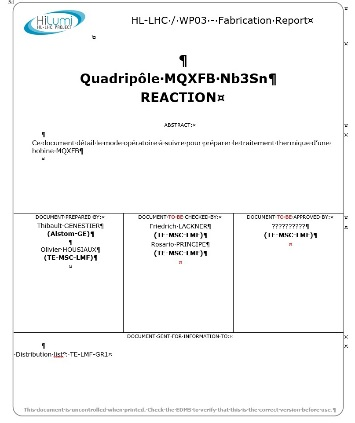 HiLumi
HL-LHC PROJECT
HL-LHC / WP03 - Fabrication Report
Quadripôle MQXFB Nb3Sn
REACTION
ABSTRACT:
Ce document détail le mode opératoire à suivre pour préparer le traitement thermique d'une
bobine MQXFB
DOCUMENT PREPARED BY:
Thibault CENESTIER
(Alstom-GE)
Olivier HOUSIAUX
(TE-MSC-LMF)
DOCUMENT TO BE CHECKED BY:
Friedrich LACKNER
(TE-MSC-LMF)
Rosario PRINCIPE
(TE-MSC-LMF)
DOCUMENT TO BE APPROVED BY:
??????????
(TE-MSC-LMF)
DOCUMENT SENT FOR INFORMATION TO:
Distribution list : TE-LMF-GR1
This document is uncontrolled when printed. Check the EDMS to verify that this is the correct version before use.